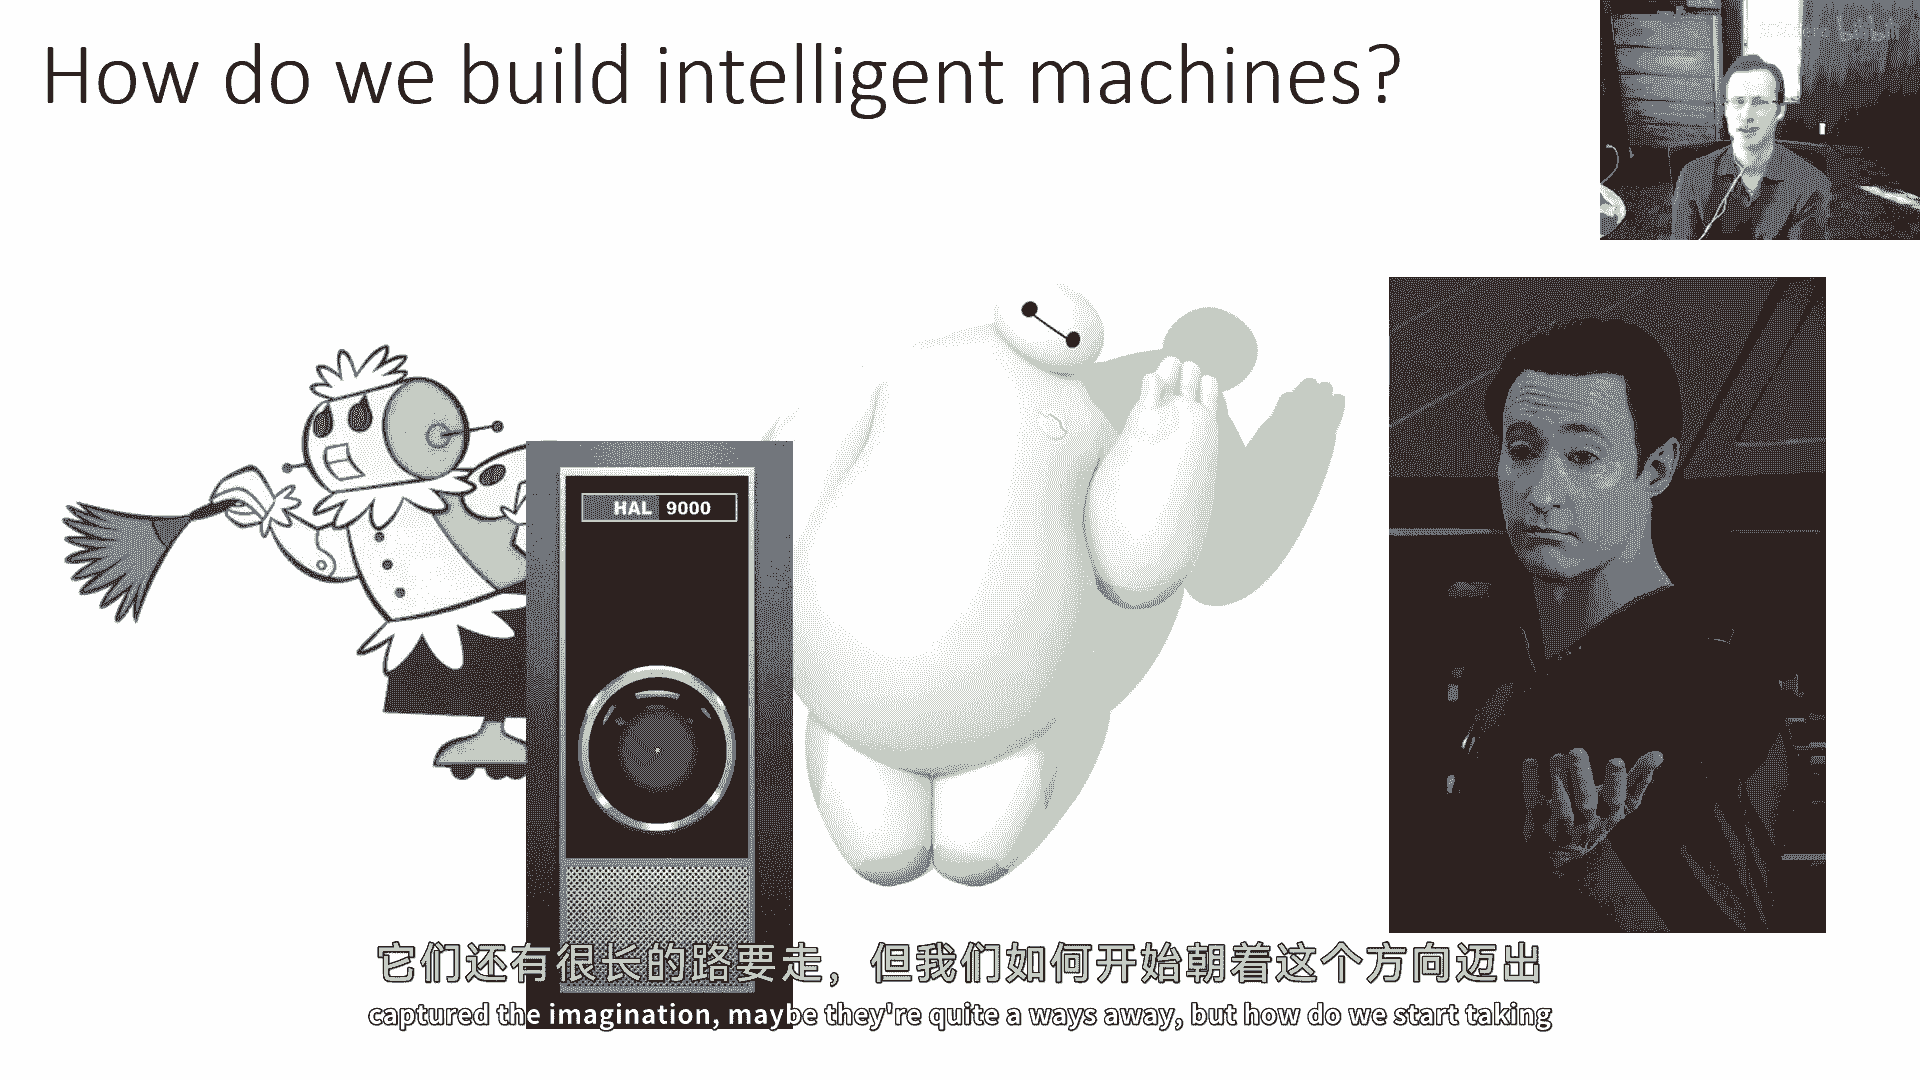 How do we build intelligent machines?
HAL 9000
它们还有很长的路要走，但我们如何开始朝着这个方向迈出
captured the imagination, maybe they're quite a ways away, but how do we start taking